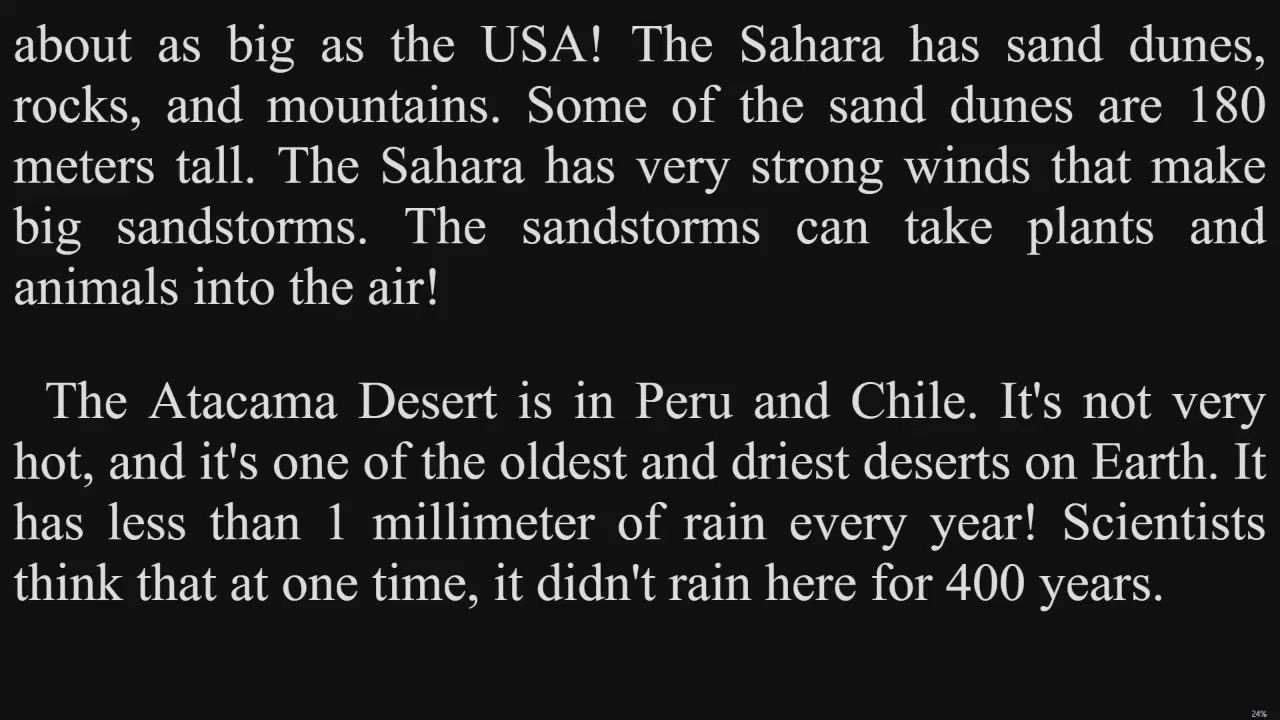 about as big as the USA! The Sahara has sand dunes,
rocks, and mountains. Some of the sand dunes are 180
meters tall. The Sahara has very strong winds that make
big sandstorms. The sandstorms can take plants and
animals into the air!
The Atacama Desert is in Peru and Chile. It's not very
hot, and it's one of the oldest and driest deserts on Earth. It
has less than 1 millimeter of rain every year! Scientists
think that at one time, it didn't rain here for 400 years.
24%